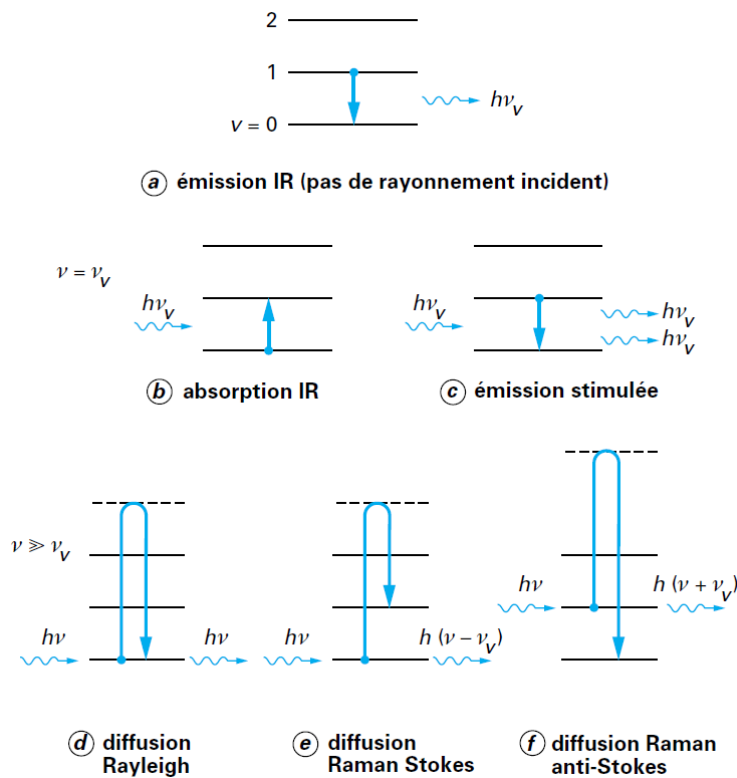 2
1
v = 0
hνv
a émission IR (pas de rayonnement incident)
ν = νv
hνv
hνv
hνv
hνv
b absorption IR
c émission stimulée
ν ⩾ νv
hν
h (ν + νv)
hν
hν
hν
h (ν – νv)
d diffusion
Rayleigh
e diffusion
Raman Stokes
f diffusion Raman
anti-Stokes